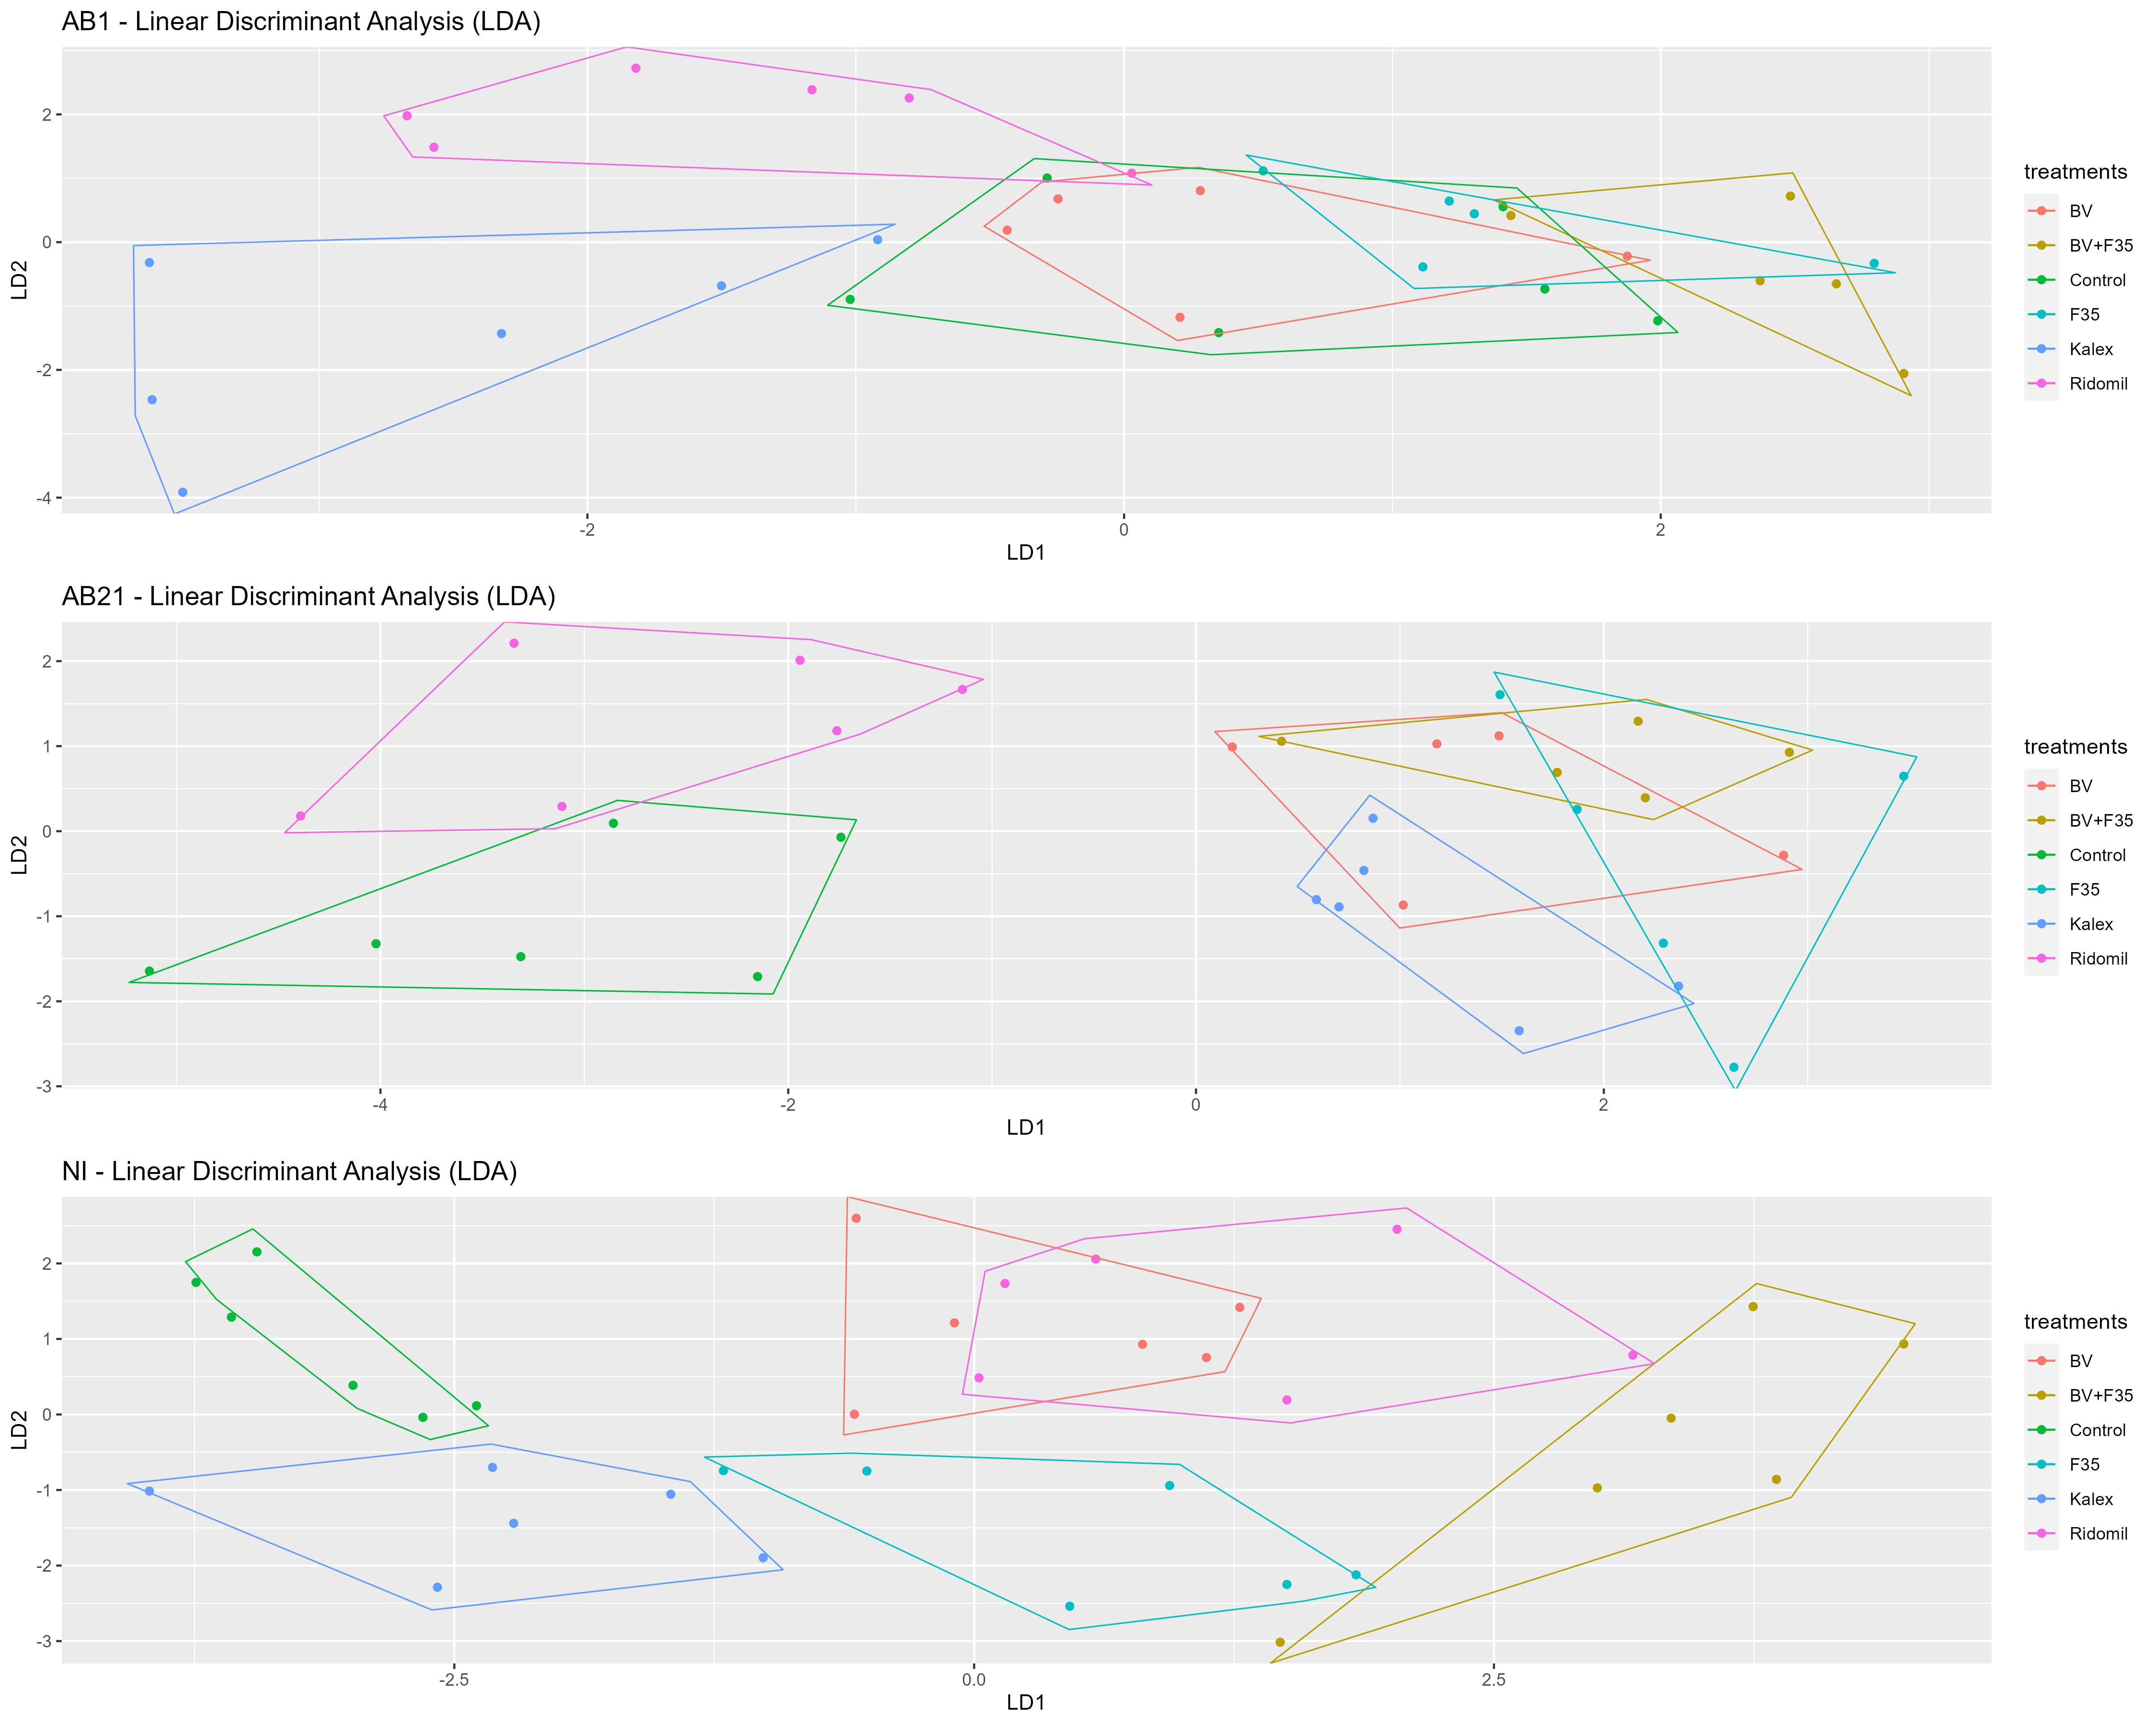 AB1 - Linear Discriminant Analysis (LDA)
2
0
-2
-4
LD2
-2 0 2
LD1
treatments
BV
BV+F35
Control
F35
Kalex
Ridomil
AB21 - Linear Discriminant Analysis (LDA)
2
1
0
-1
-2
-3
LD2
-4 -2 0 2
LD1
treatments
BV
BV+F35
Control
F35
Kalex
Ridomil
NI - Linear Discriminant Analysis (LDA)
2
1
0
-1
-2
-3
LD2
-2.5 0.0 2.5
LD1
treatments
BV
BV+F35
Control
F35
Kalex
Ridomil